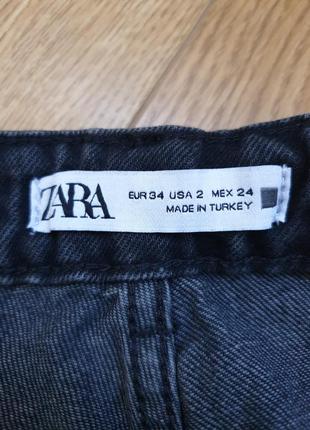 ZARA
EUR 34 USA 2 MEX 24
MADE IN TURKEY